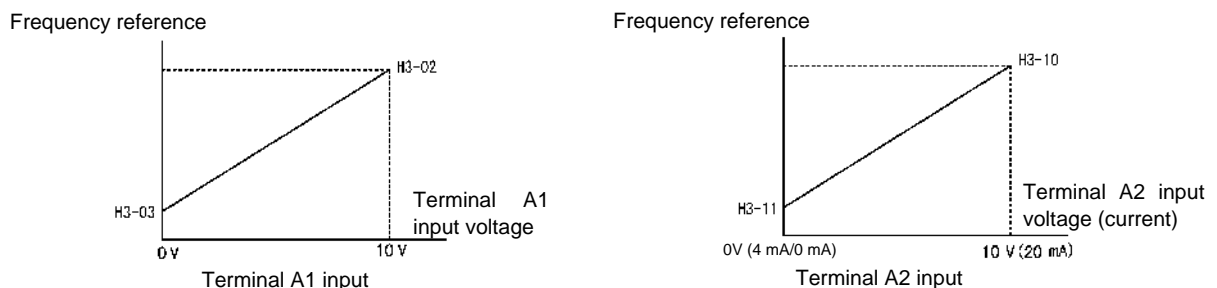 Frequency reference
H3-02
H3-03
Terminal A1
input voltage
0V
10 V
Terminal A1 input
Frequency reference
H3-10
H3-11
Terminal A2 input
voltage (current)
0V (4 mA/0 mA)
10 V (20 mA)
Terminal A2 input